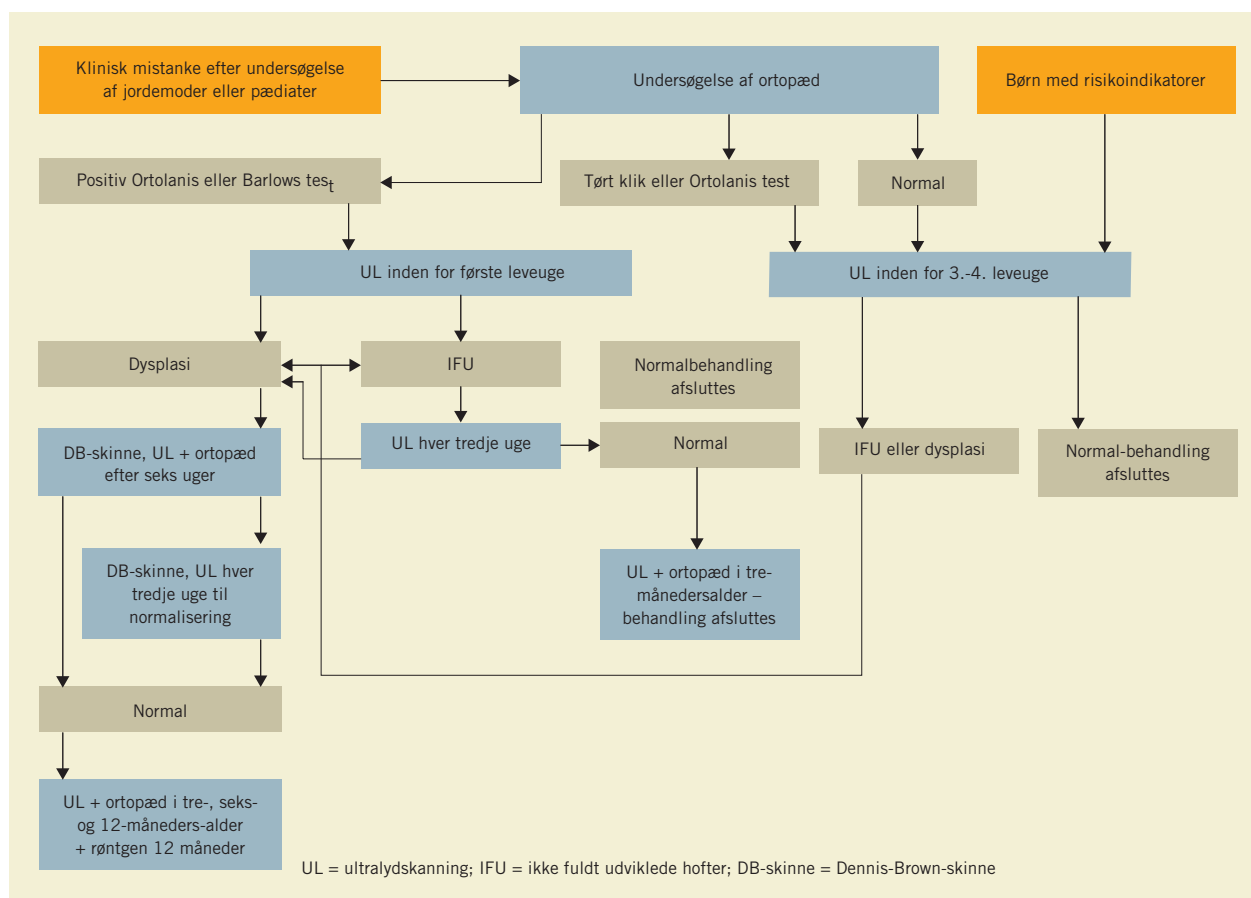 Klinisk mistanke efter undersøgelse
af jordemoder eller pædiater
Undersøgelse af ortopæd
Børn med risikoindikatorer
Positiv Ortolanis eller Barlows test
Tørt klik eller Ortolanis test
Normal
UL inden for første leveuge
UL inden for 3.-4. leveuge
Dysplasi
IFU
Normalbehandling
afsluttes
DB-skinne, UL + ortopæd
efter seks uger
UL hver tredje uge
Normal
IFU eller dysplasi
Normal-behandling
afsluttes
DB-skinne, UL hver
tredje uge til
normalisering
UL + ortopæd i tre-
månedersalder –
behandling afsluttes
Normal
UL + ortopæd i tre-, seks-
og 12-måneders-alder
+ røntgen 12 måneder
UL = ultralydskanning; IFU = ikke fuldt udviklede hofter; DB-skinne = Dennis-Brown-skinne